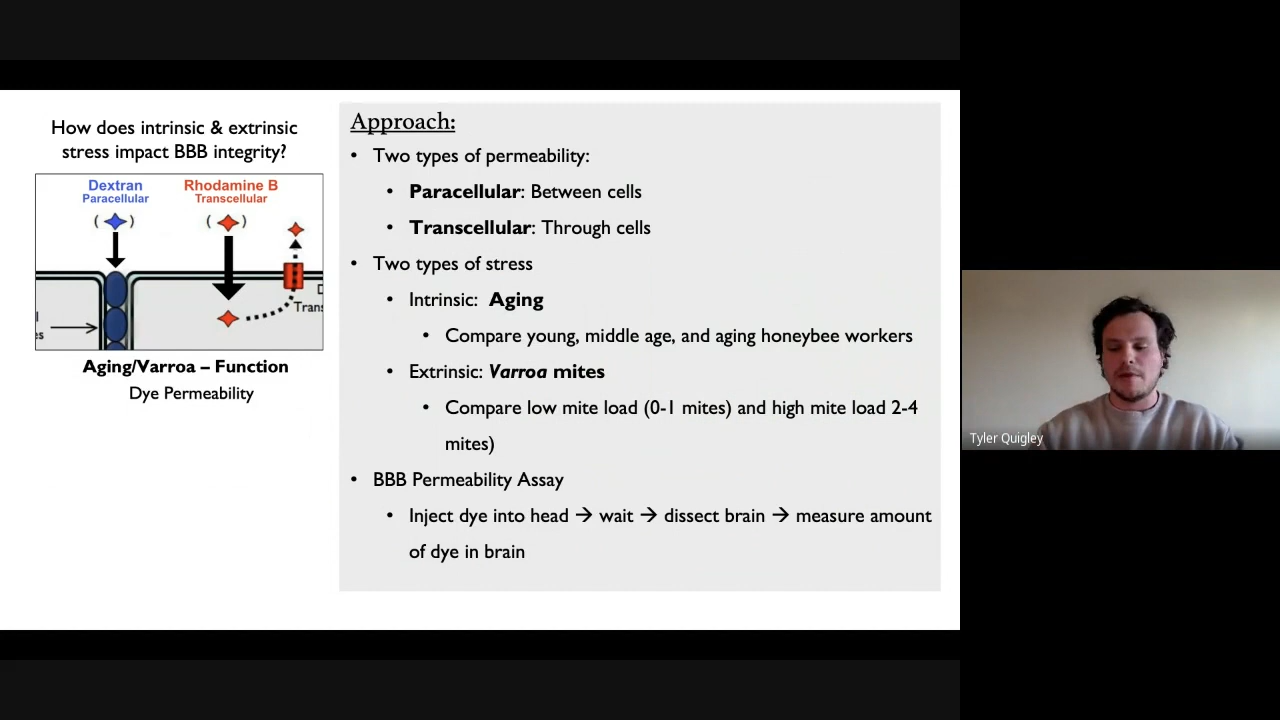 How does intrinsic & extrinsic
stress impact BBB integrity?
Dextran
Paracellular
Rhodamine B
Transcellular
( )
( )
Trans
l
es
Aging/Varroa – Function
Dye Permeability
Approach:
• Two types of permeability:
• Paracellular: Between cells
• Transcellular: Through cells
• Two types of stress
• Intrinsic: Aging
• Compare young, middle age, and aging honeybee workers
• Extrinsic: Varroa mites
• Compare low mite load (0-1 mites) and high mite load 2-4
mites)
• BBB Permeability Assay
• Inject dye into head → wait → dissect brain → measure amount
of dye in brain
Tyler Quigley